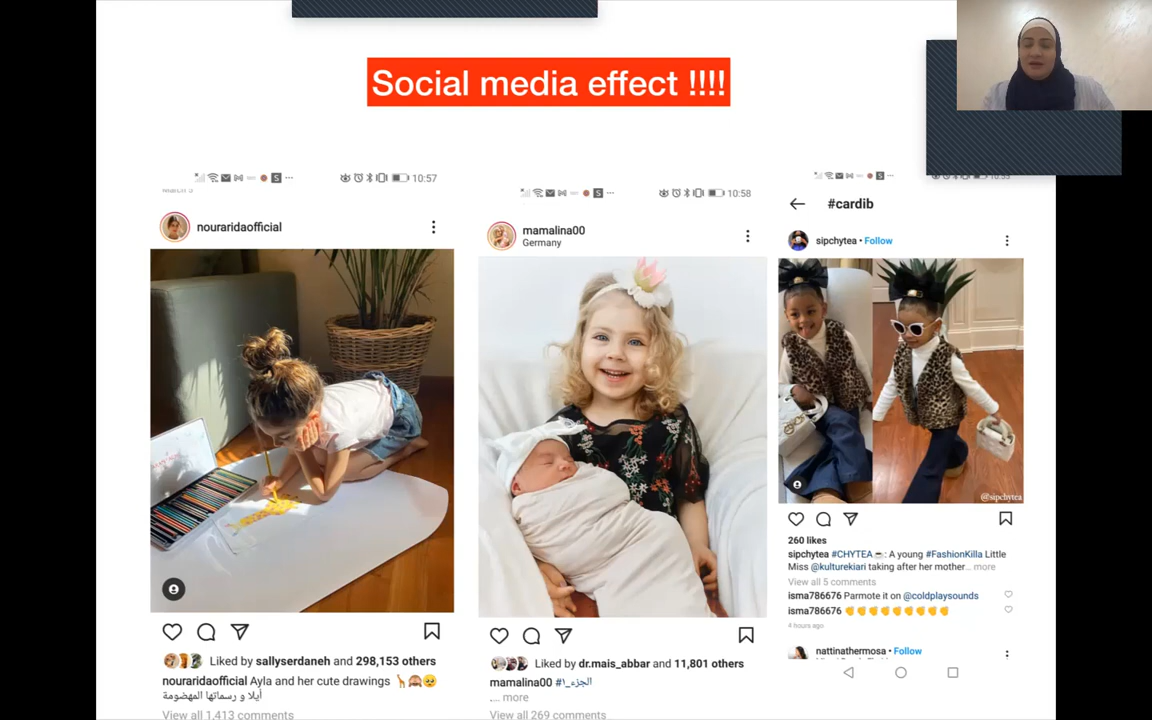 Social media effect !!!!
10:57
nouraridaofficial
Liked by sallyserdaneh and 298,153 others
nouraridaofficial Ayla and her cute drawings 🦒🙈🥺
أيلا و رسماتها المهضومة
View all 1,413 comments
10:58
mamalina00
Germany
Liked by dr.mais_abbar and 11,801 others
mamalina00 #الجزء_١
.... more
View all 269 comments
#cardib
sipchytea • Follow
@sipchytea
260 likes
sipchytea #CHYTEA ☕: A young #FashionKilla Little
Miss @kulturekiari taking after her mother... more
View all 5 comments
isma786676 Parmote it on @coldplaysounds
isma786676
4 hours ago
nattinathermosa • Follow